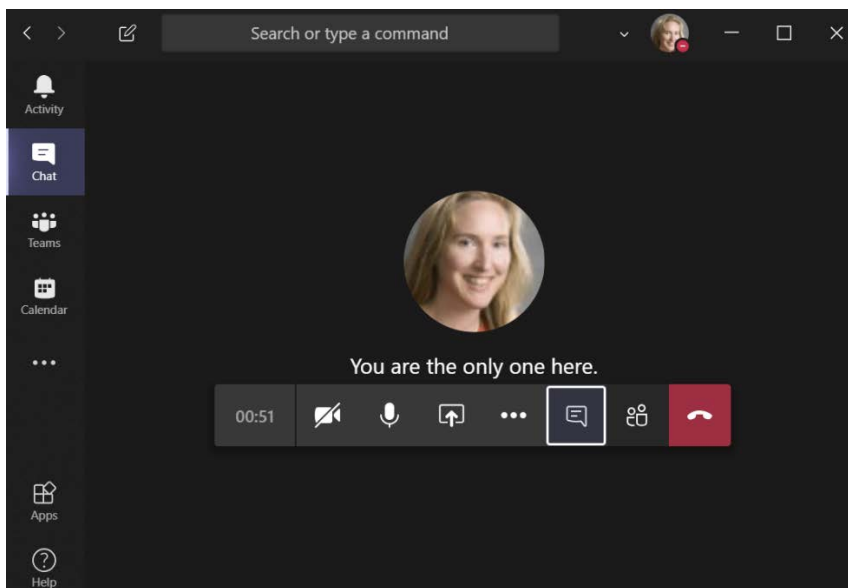 Search or type a command
Activity
Chat
Teams
Calendar
You are the only one here.
00:51
Apps
Help